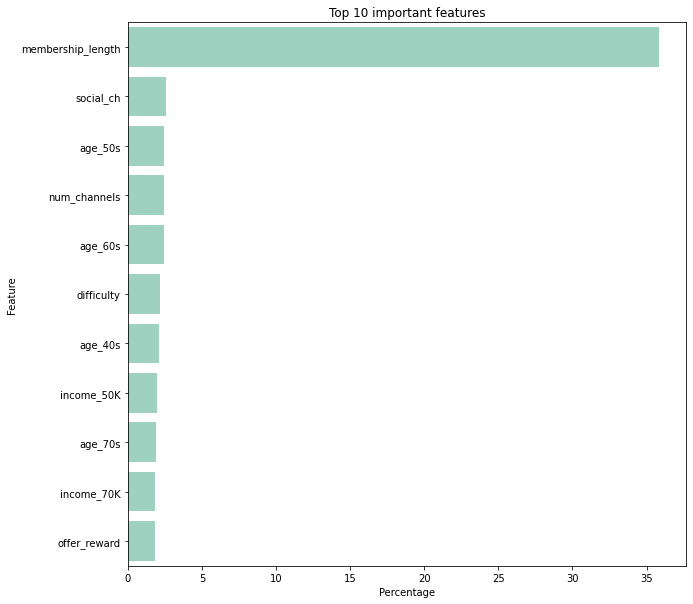 Top 10 important features
Feature
membership_length
social_ch
age_50s
num_channels
age_60s
difficulty
age_40s
income_50K
age_70s
income_70K
offer_reward
0 5 10 15 20 25 30 35
Percentage